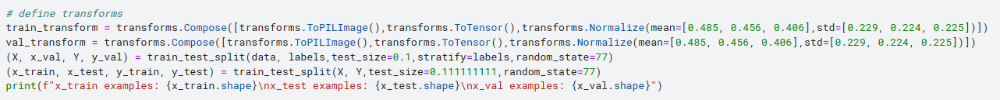 # define transforms
train_transform = transforms.Compose([transforms.ToPILImage(),transforms.ToTensor(),transforms.Normalize(mean=[0.485, 0.456, 0.406],std=[0.229, 0.224, 0.225])])
val_transform = transforms.Compose([transforms.ToPILImage(),transforms.ToTensor(),transforms.Normalize(mean=[0.485, 0.456, 0.406],std=[0.229, 0.224, 0.225])])
(X, x_val, Y, y_val) = train_test_split(data, labels,test_size=0.1,stratify=labels,random_state=77)
(x_train, x_test, y_train, y_test) = train_test_split(X, Y,test_size=0.111111111,random_state=77)
print(f"x_train examples: {x_train.shape}\nx_test examples: {x_test.shape}\nx_val examples: {x_val.shape}")